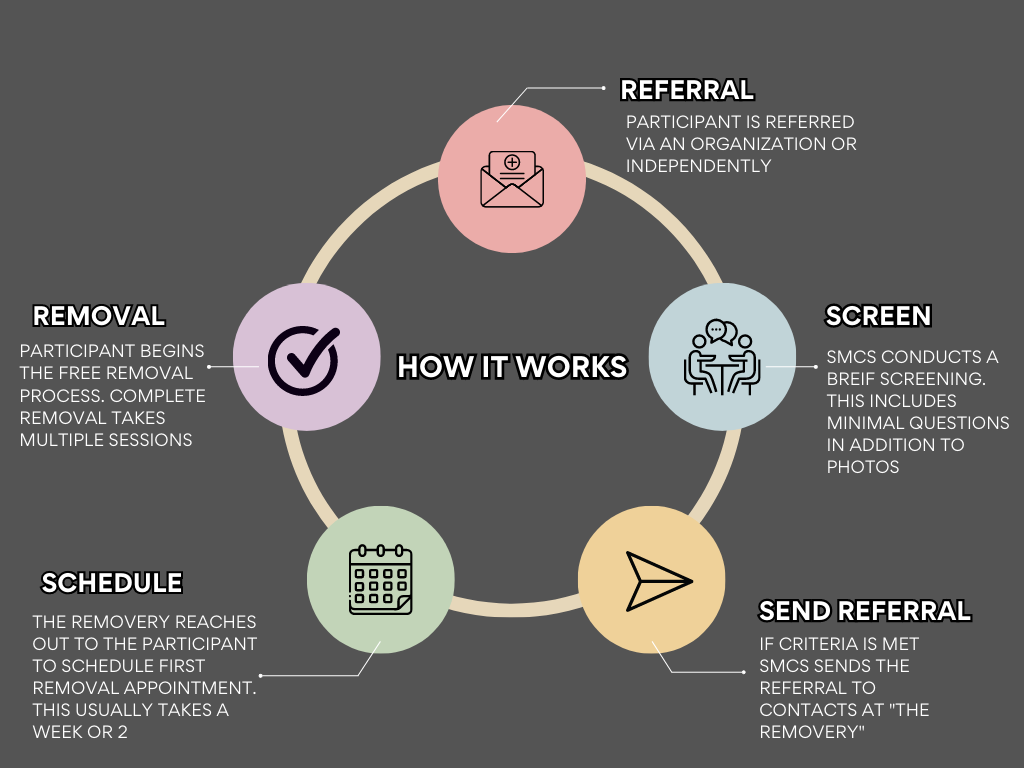 REFERRAL
PARTICIPANT IS REFERRED
VIA AN ORGANIZATION OR
INDEPENDENTLY
HOW IT WORKS
SCREEN
SMCS CONDUCTS A
BREIF SCREENING.
THIS INCLUDES
MINIMAL QUESTIONS
IN ADDITION TO
PHOTOS
SEND REFERRAL
IF CRITERIA IS MET
SMCS SENDS THE
REFERRAL TO
CONTACTS AT "THE
REMOVERY"
SCHEDULE
THE REMOVERY REACHES
OUT TO THE PARTICIPANT
TO SCHEDULE FIRST
REMOVAL APPOINTMENT.
THIS USUALLY TAKES A
WEEK OR 2
REMOVAL
PARTICIPANT BEGINS
THE FREE REMOVAL
PROCESS. COMPLETE
REMOVAL TAKES
MULTIPLE SESSIONS